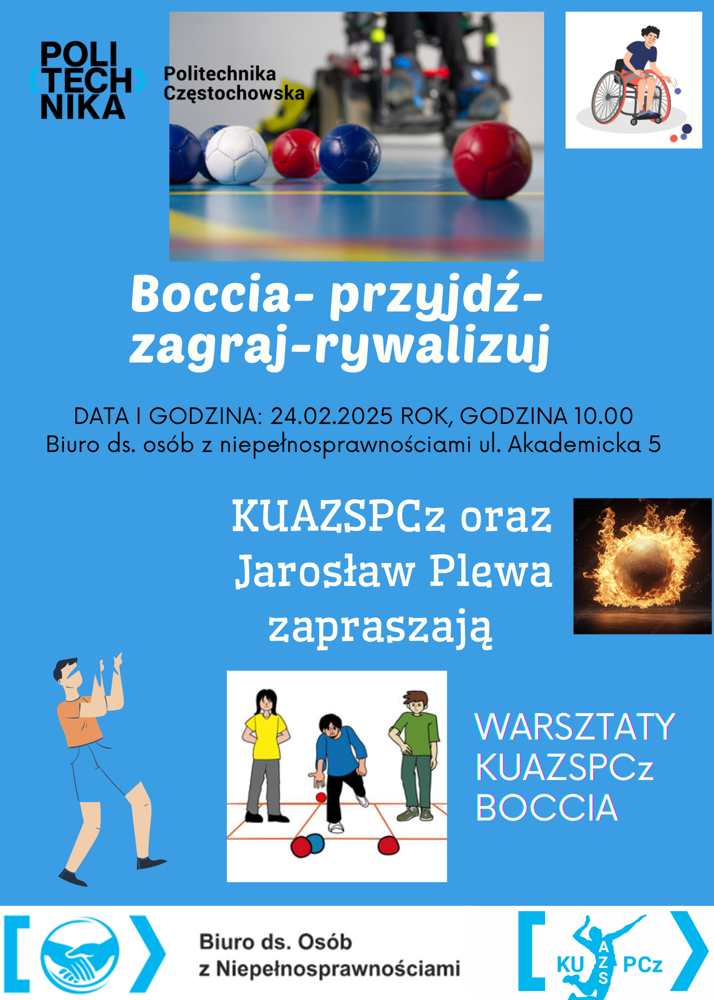 POLI
TECH
NIKA
Politechnika
Częstochowska
Boccia- przyjdź-
zagraj-rywalizuj
DATA I GODZINA: 24.02.2025 ROK, GODZINA 10.00
Biuro ds. osób z niepełnosprawnościami ul. Akademicka 5
KUAZSPCz oraz
Jarosław Plewa
zapraszają
WARSZTATY
KUAZSPCz
BOCCIA
Biuro ds. Osób
z Niepełnosprawnościami
KU AZS PCz